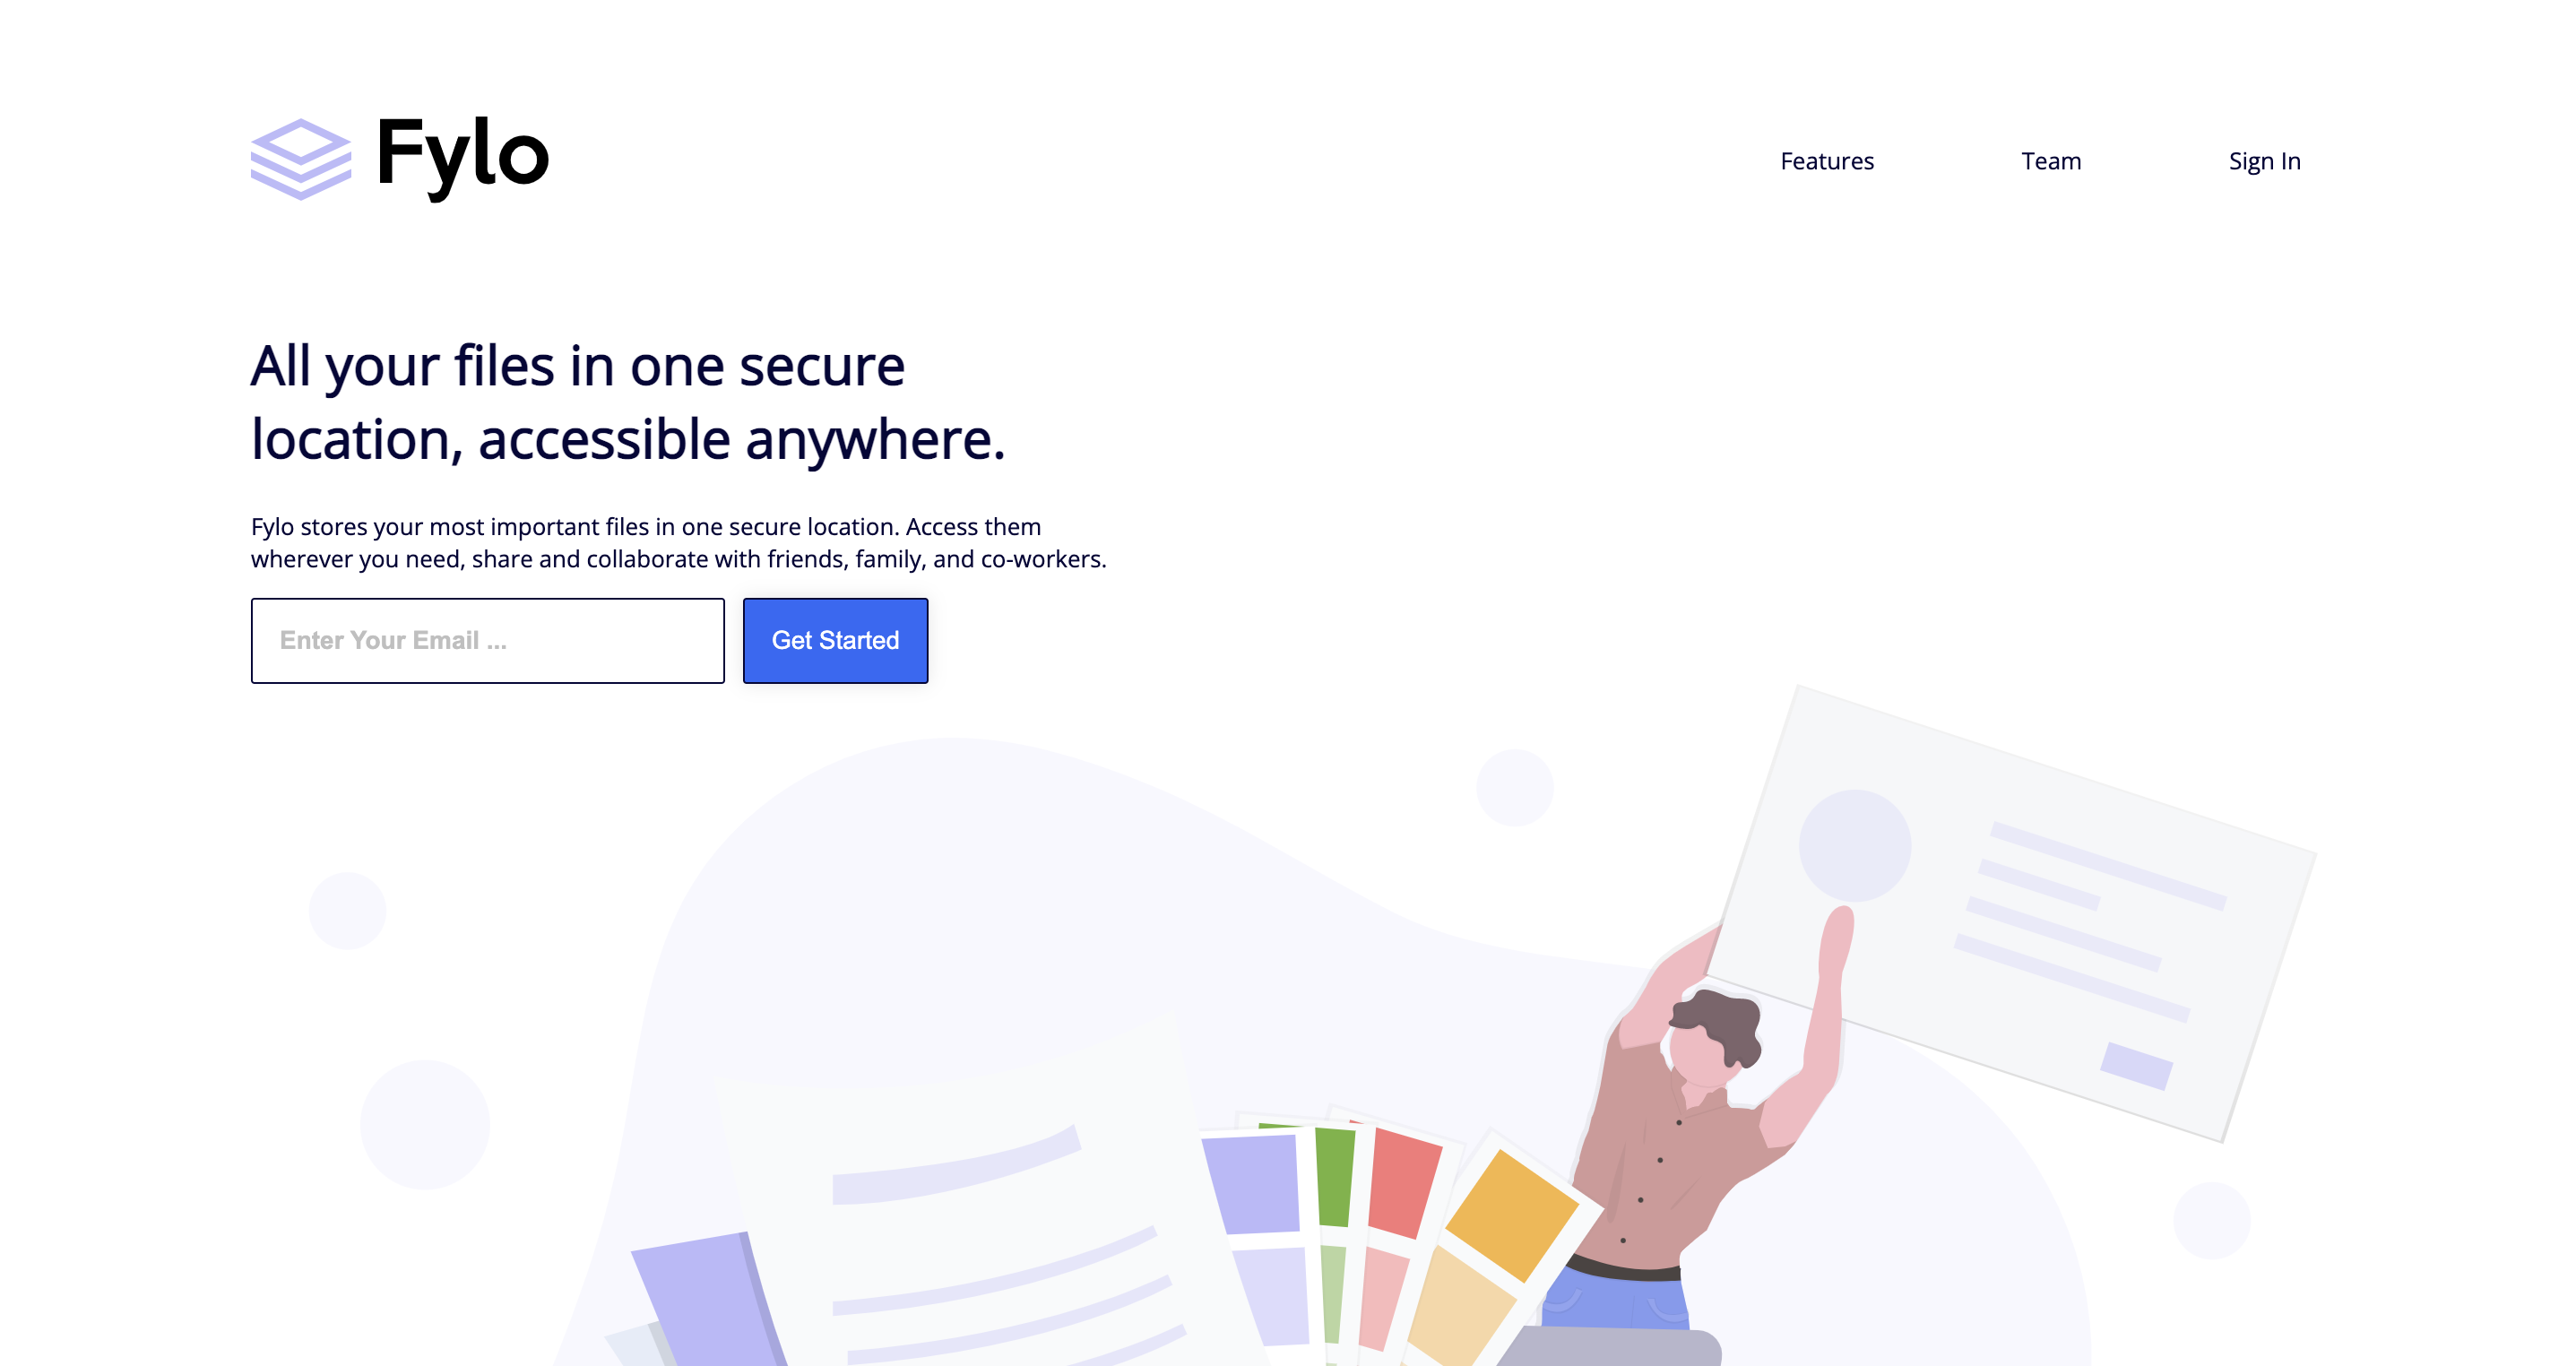 Fylo
Features
Team
Sign In
All your files in one secure
location, accessible anywhere.
Fylo stores your most important files in one secure location. Access them
wherever you need, share and collaborate with friends, family, and co-workers.
Enter Your Email ...
Get Started